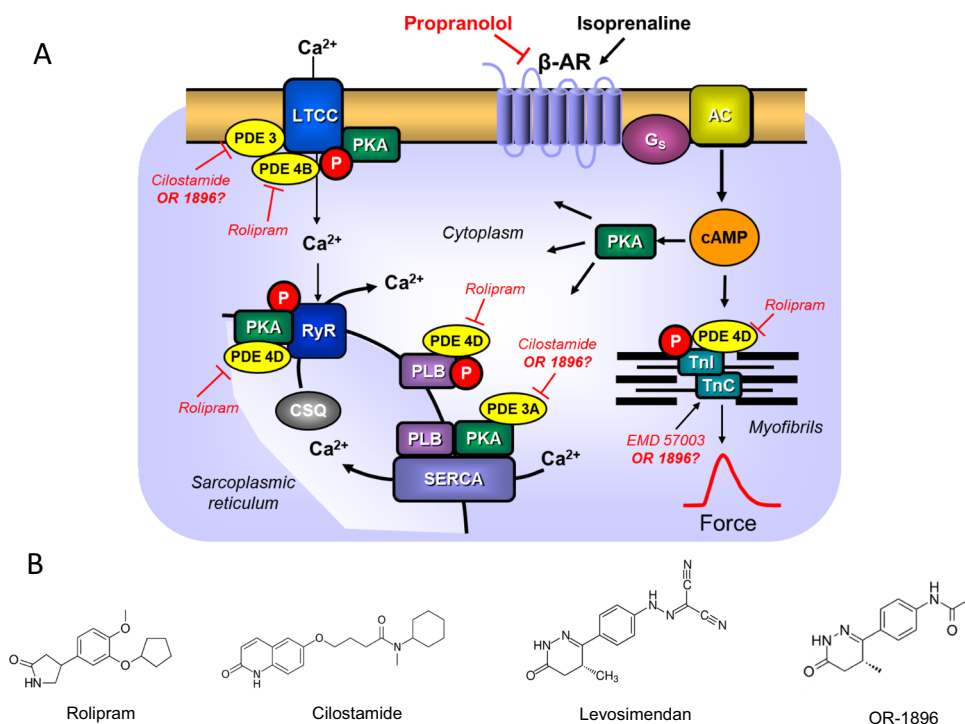 A
Propranolol
Isoprenaline
Ca²⁺
β-AR
LTCC
AC
PDE 3
PKA
Gₛ
P
PDE 4B
Cilostamide
OR 1896?
Rolipram
Ca²⁺
Cytoplasm
PKA
cAMP
Ca²⁺
P
Rolipram
Rolipram
PKA
RyR
PDE 4D
P
PDE 4D
PDE 4D
Cilostamide
OR 1896?
TnI
PLB
P
TnC
Rolipram
CSQ
PDE 3A
EMD 57003
OR 1896?
Myofibrils
PLB
PKA
Ca²⁺
Ca²⁺
SERCA
Sarcoplasmic
reticulum
Force
B
O
O
O
N
H
O
O
N
H
O
N
N
N
H
N
N
HN
N
O
CH₃
H
N
O
N
HN
O
Rolipram
Cilostamide
Levosimendan
OR-1896